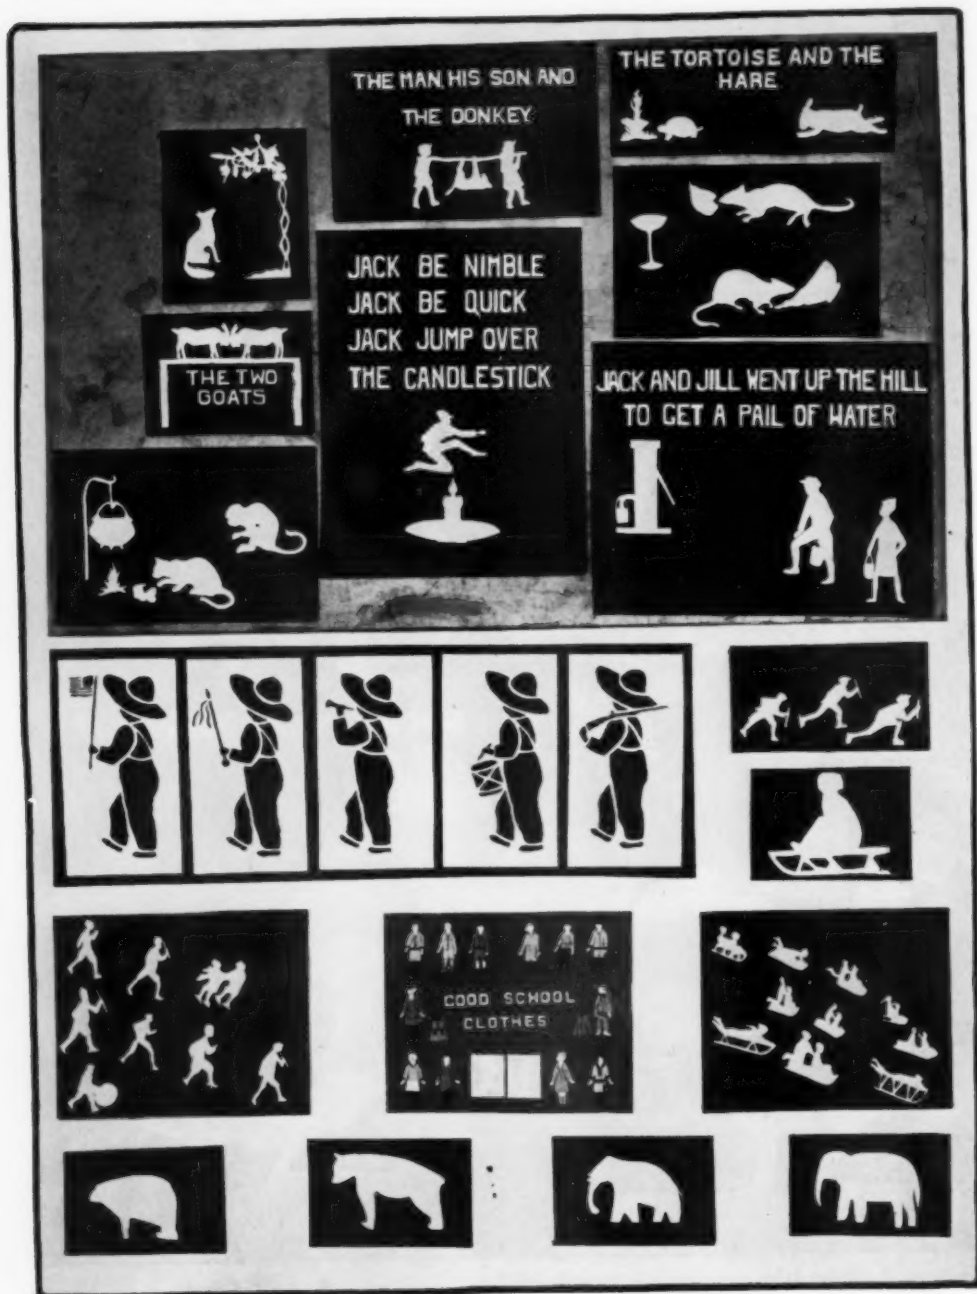 THE MAN, HIS SON AND
THE DONKEY
THE TORTOISE AND THE
HARE
JACK BE NIMBLE
JACK BE QUICK
JACK JUMP OVER
THE CANDLESTICK
THE TWO
GOATS
JACK AND JILL WENT UP THE HILL
TO GET A PAIL OF WATER
GOOD SCHOOL
CLOTHES